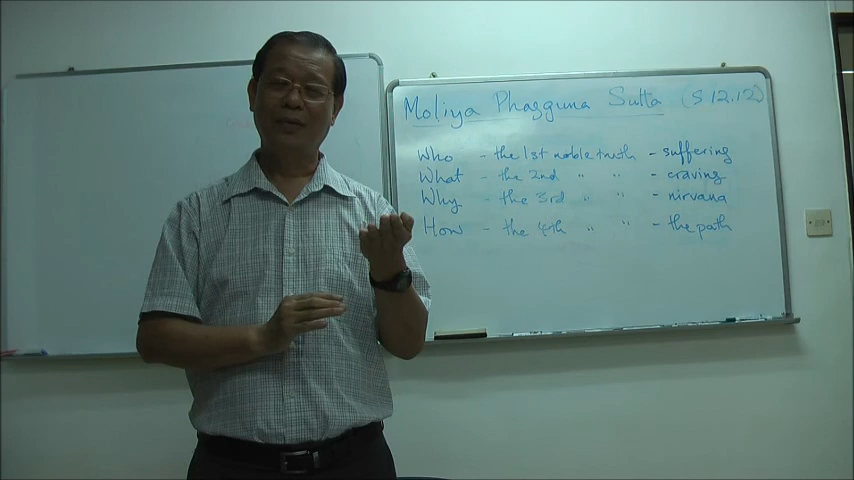 Moliya Phagguna Sutta (S 12.12)
Who - the 1st noble truth - suffering
What - the 2nd " " - craving
Why - the 3rd " " - nirvana
How - the 4th " " - the path